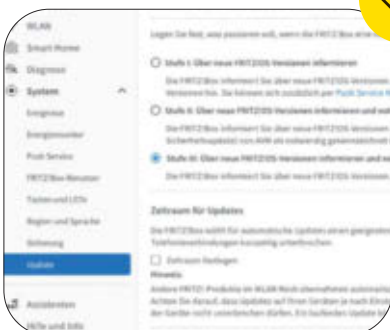 WLAN
Smart Home
Diagnose
System
Ereignisse
Energiemonitor
Push Service
FRITZ!Box-Benutzer
Tasten und LEDs
Region und Sprache
Sicherung
Update
Assistenten
Hilfe und Info
Legen Sie fest, was passieren soll, wenn die FRITZ!Box eine
Stufe I: Über neue FRITZ!OS-Versionen informieren
Die FRITZ!Box informiert Sie über neue FRITZ!OS-Versionen
Versionen hin. Sie können sich zusätzlich per Push Service
Stufe II: Über neue FRITZ!OS-Versionen informieren und
Die FRITZ!Box informiert Sie über neue FRITZ!OS-Versionen
Sicherheitsupdate) von AVM als notwendig gekennzeichnet
Stufe III: Über neue FRITZ!OS-Versionen informieren und
Die FRITZ!Box informiert Sie über neue FRITZ!OS-Versionen
Zeitraum für Updates
Die FRITZ!Box wählt für automatische Updates einen
Telefonverbindungen kurzzeitig unterbrochen.
Zeitraum festlegen
Hinweis:
Andere FRITZ! Produkte im WLAN Mesh übernehmen
Achten Sie darauf, dass Updates auf Ihren Geräten je nach
der Geräte nicht unterbrechen dürfen. Ein laufendes Update